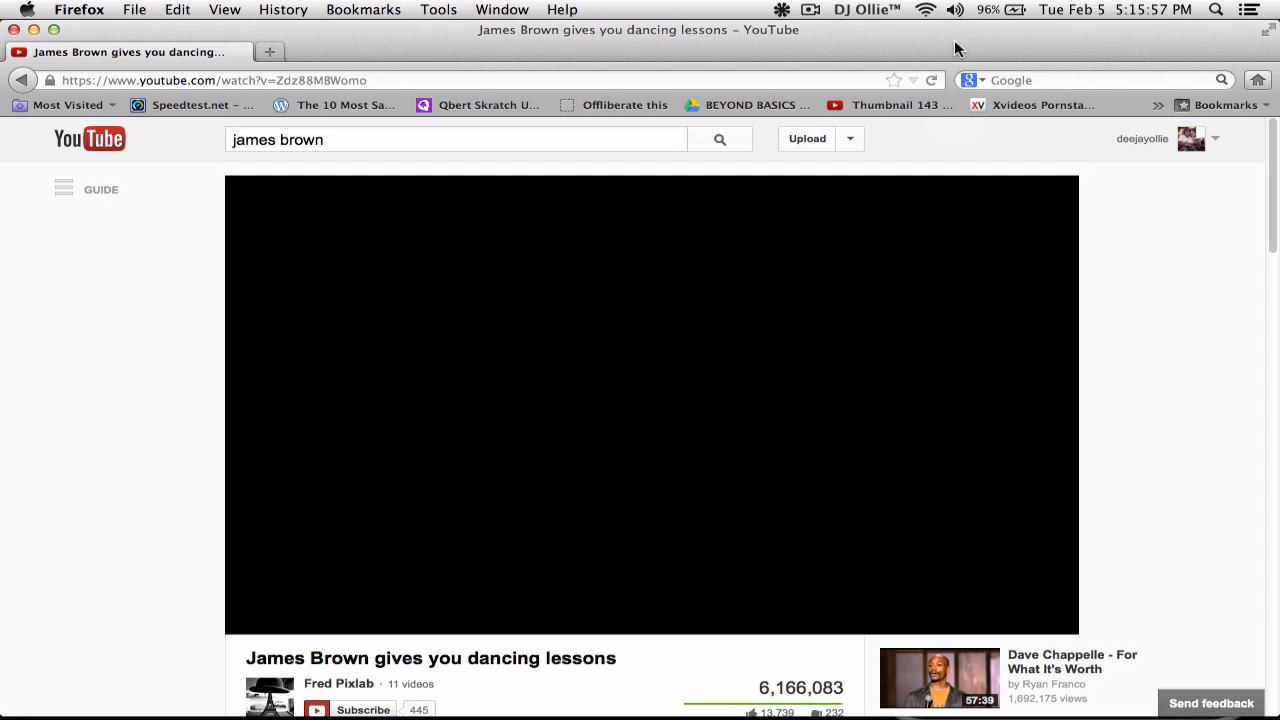 Firefox File Edit View History Bookmarks Tools Window Help DJ Ollie™ 96% Tue Feb 5 5:15:57 PM
James Brown gives you dancing lessons – YouTube
James Brown gives you dancing...
https://www.youtube.com/watch?v=Zdz88MBWomo Google
Most Visited Speedtest.net – ... The 10 Most Sa... Qbert Skratch U... Offliberate this BEYOND BASICS ... Thumbnail 143 ... Xvideos Pornsta... » Bookmarks
YouTube james brown Upload deejayollie
GUIDE
James Brown gives you dancing lessons
Fred Pixlab · 11 videos
Subscribe 445
6,166,083
13,739 232
Dave Chappelle - For
What It's Worth
by Ryan Franco
1,692,175 views
57:39
Send feedback